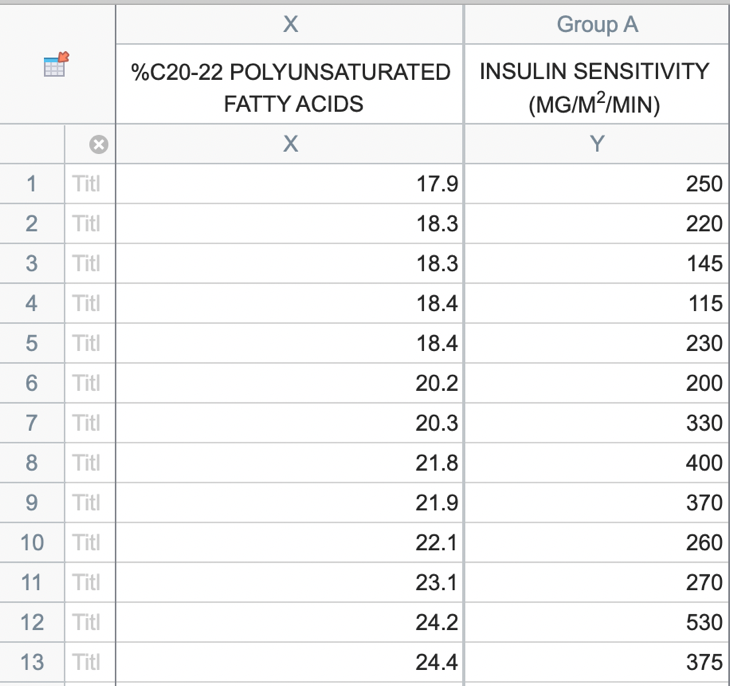 X Group A
%C20-22 POLYUNSATURATED FATTY ACIDS INSULIN SENSITIVITY (MG/M²/MIN)
X Y
1 Titl 17.9 250
2 Titl 18.3 220
3 Titl 18.3 145
4 Titl 18.4 115
5 Titl 18.4 230
6 Titl 20.2 200
7 Titl 20.3 330
8 Titl 21.8 400
9 Titl 21.9 370
10 Titl 22.1 260
11 Titl 23.1 270
12 Titl 24.2 530
13 Titl 24.4 375